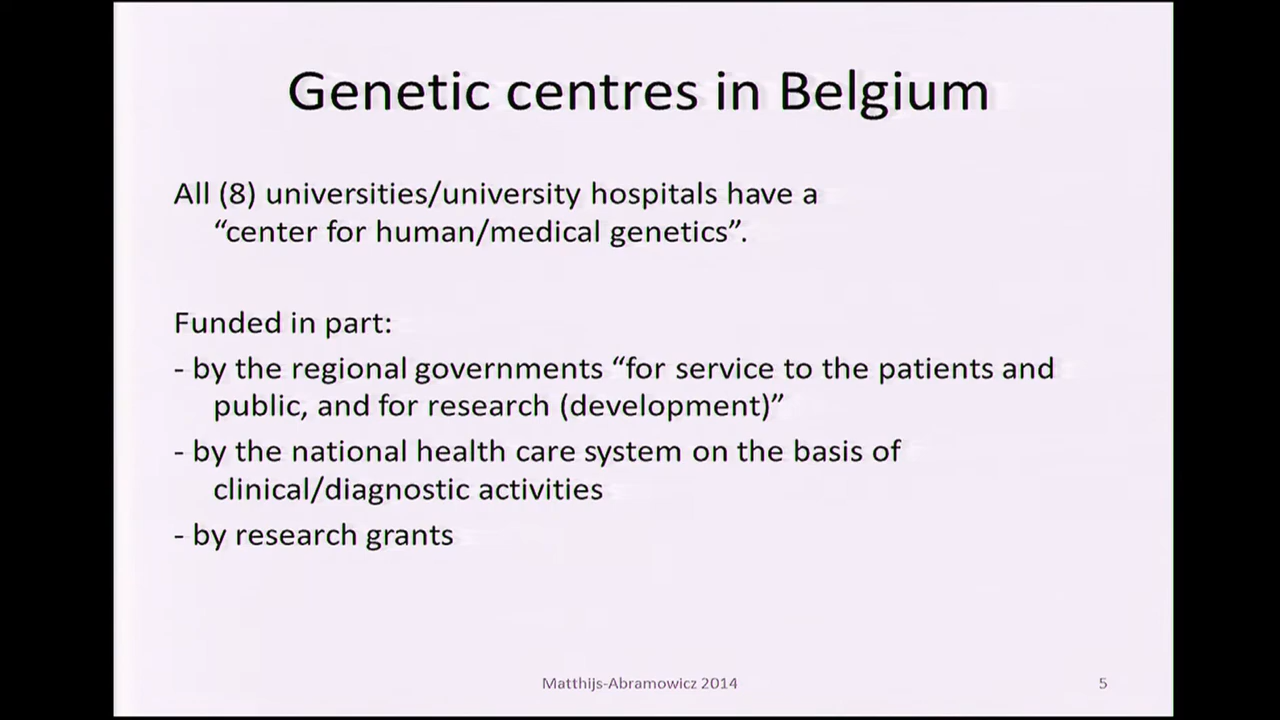 Genetic centres in Belgium
All (8) universities/university hospitals have a
“center for human/medical genetics”.
Funded in part:
- by the regional governments “for service to the patients and
public, and for research (development)”
- by the national health care system on the basis of
clinical/diagnostic activities
- by research grants
Matthijs-Abramowicz 2014
5